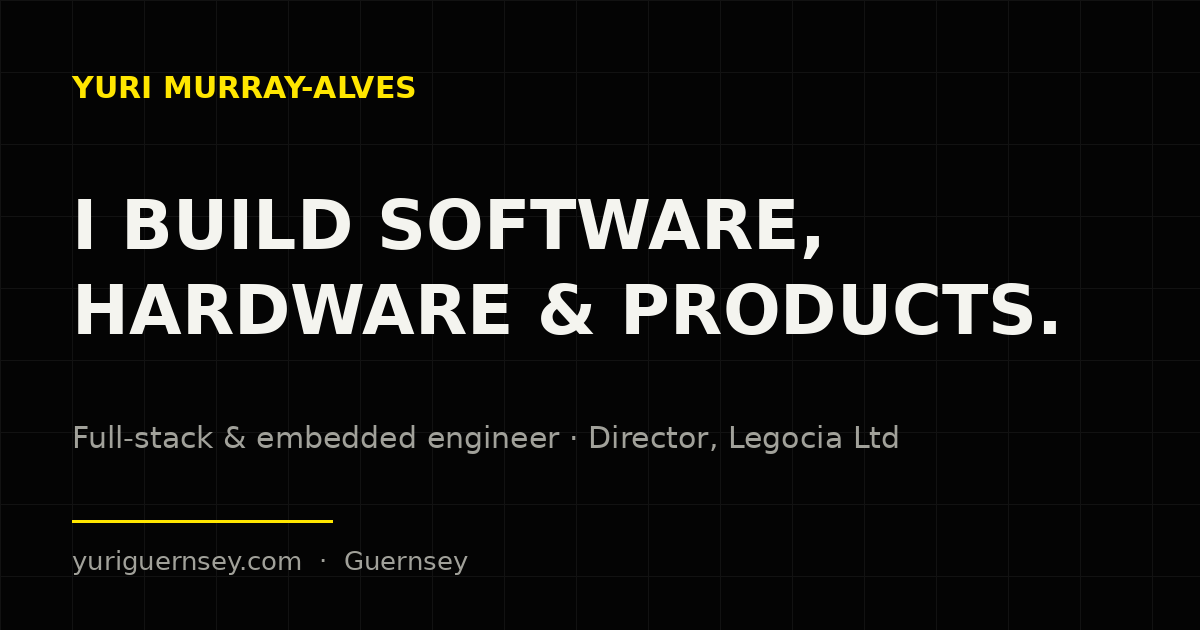 YURI MURRAY-ALVES
I BUILD SOFTWARE,
HARDWARE & PRODUCTS.
Full-stack & embedded engineer · Director, Legocia Ltd
yuriguernsey.com · Guernsey